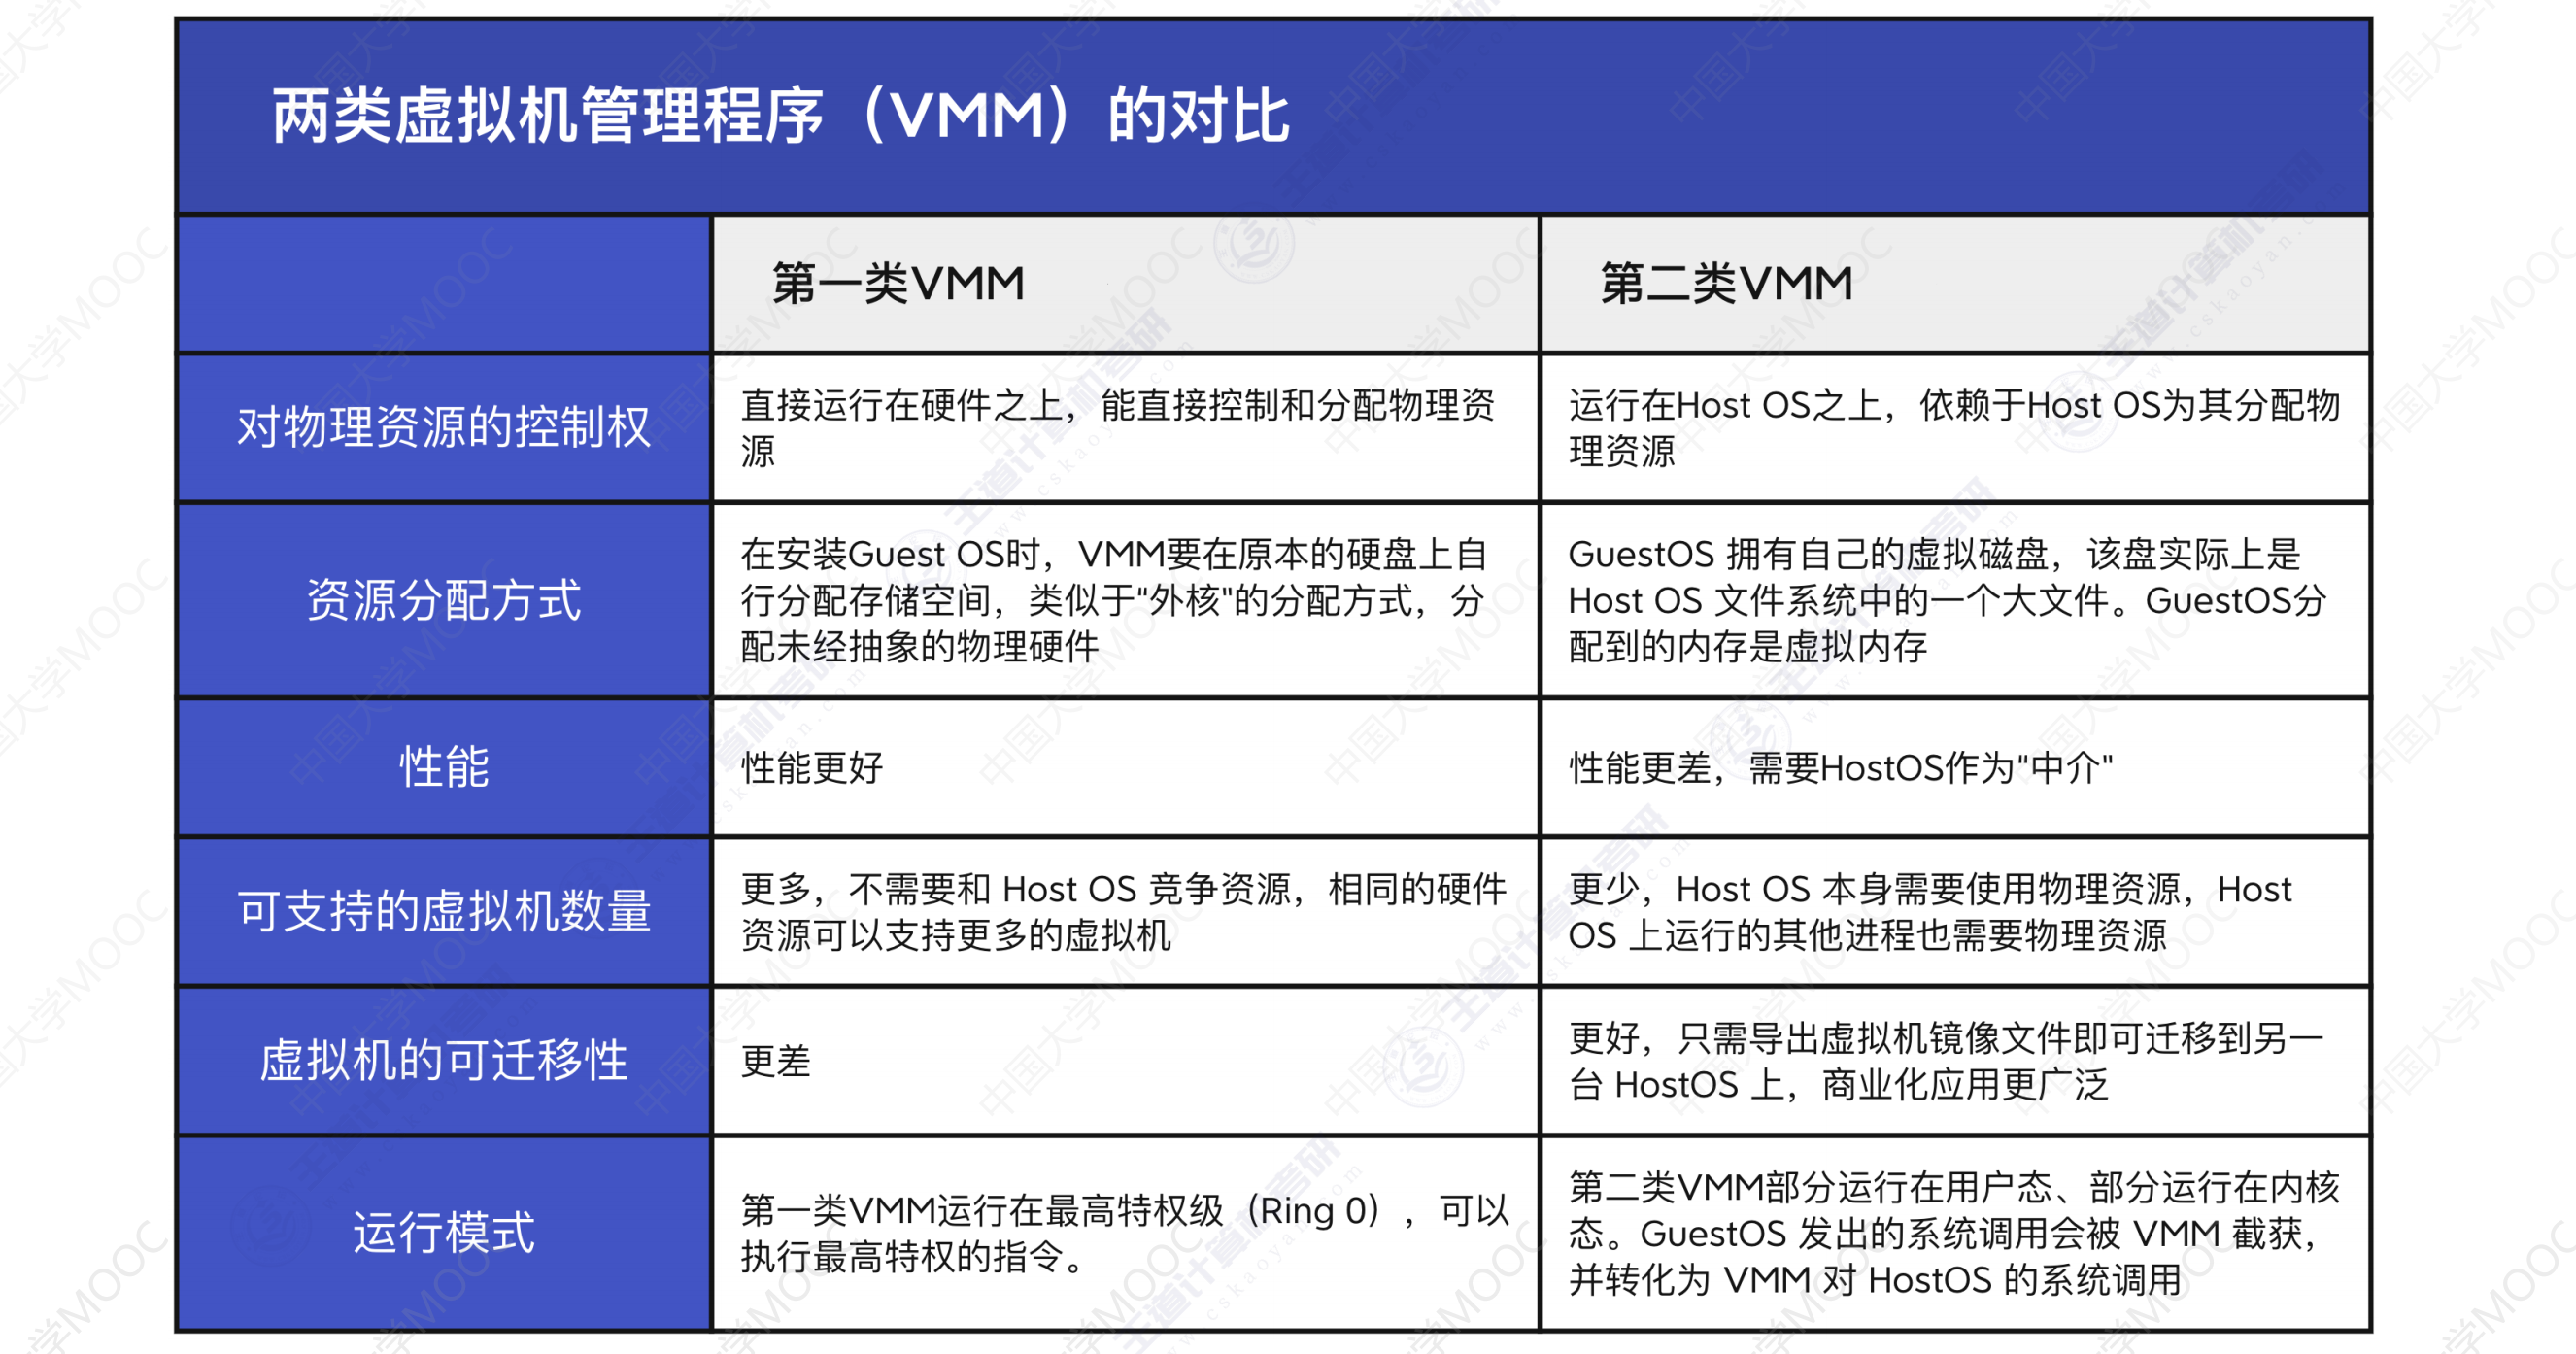 两类虚拟机管理程序（VMM）的对比
第一类VMM
第二类VMM
对物理资源的控制权
直接运行在硬件之上，能直接控制和分配物理资
源
运行在Host OS之上，依赖于Host OS为其分配物
理资源
资源分配方式
在安装Guest OS时，VMM要在原本的硬盘上自
行分配存储空间，类似于“外核"的分配方式，分
配未经抽象的物理硬件
GuestOS 拥有自己的虚拟磁盘，该盘实际上是
Host OS 文件系统中的一个大文件。GuestOS分
配到的内存是虚拟内存
性能
性能更好
性能更差，需要HostOS作为"中介"
可支持的虚拟机数量
更多，不需要和 Host OS 竞争资源，相同的硬件
资源可以支持更多的虚拟机
更少，Host OS 本身需要使用物理资源，Host
OS 上运行的其他进程也需要物理资源
虚拟机的可迁移性
更差
更好，只需导出虚拟机镜像文件即可迁移到另一
台 HostOS 上，商业化应用更广泛
运行模式
第一类VMM运行在最高特权级（Ring 0），可以
执行最高特权的指令。
第二类VMM部分运行在用户态、部分运行在内核
态。GuestOS 发出的系统调用会被 VMM 截获，
并转化为 VMM 对 HostOS 的系统调用
中国大学MOOC
王道计算机考研
www.cskaoyan.com